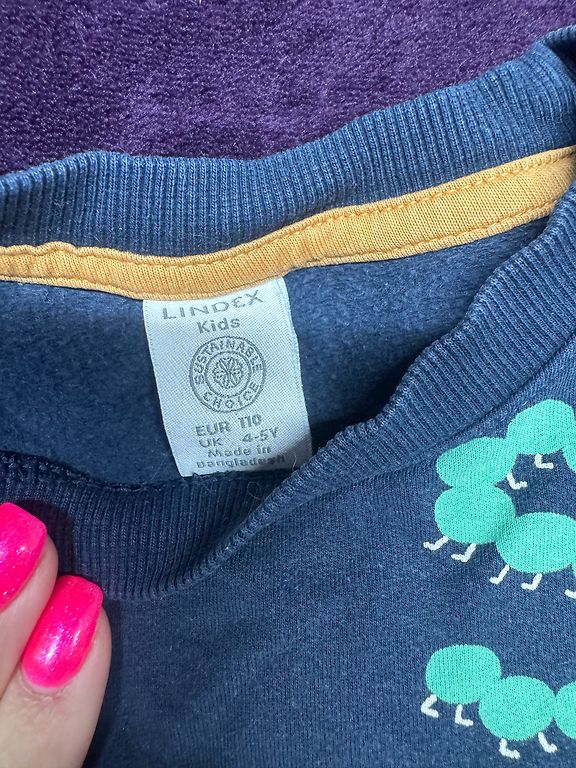 LINDEX
Kids
SUSTAINABLE
CHOICE
EUR 110
UK 4-5Y
Made in
Bangladesh